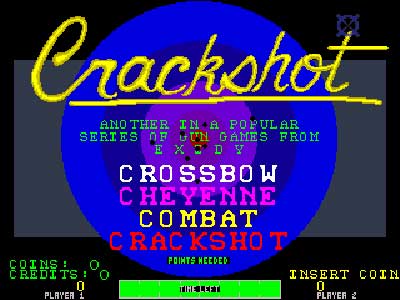 Crackshot
ANOTHER IN A POPULAR
SERIES OF GUN GAMES FROM
EXODY
CROSSBOW
CHEYENNE
COMBAT
CRACKSHOT
POINTS NEEDED
COINS: 0
CREDITS: 0
INSERT COIN
0
0
PLAYER 1
TIME LEFT
PLAYER 2